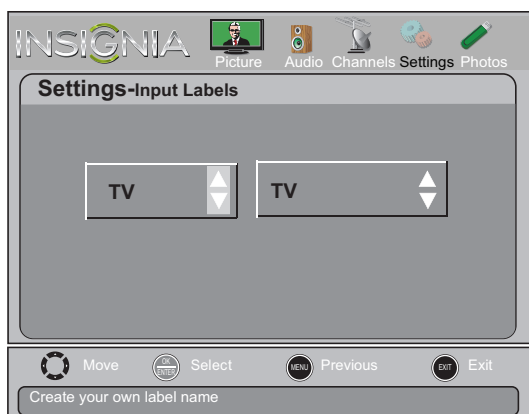 INSIGNIA
Picture Audio Channels Settings Photos
Settings-Input Labels
TV TV
Move OK ENTER Select MENU Previous EXIT Exit
Create your own label name